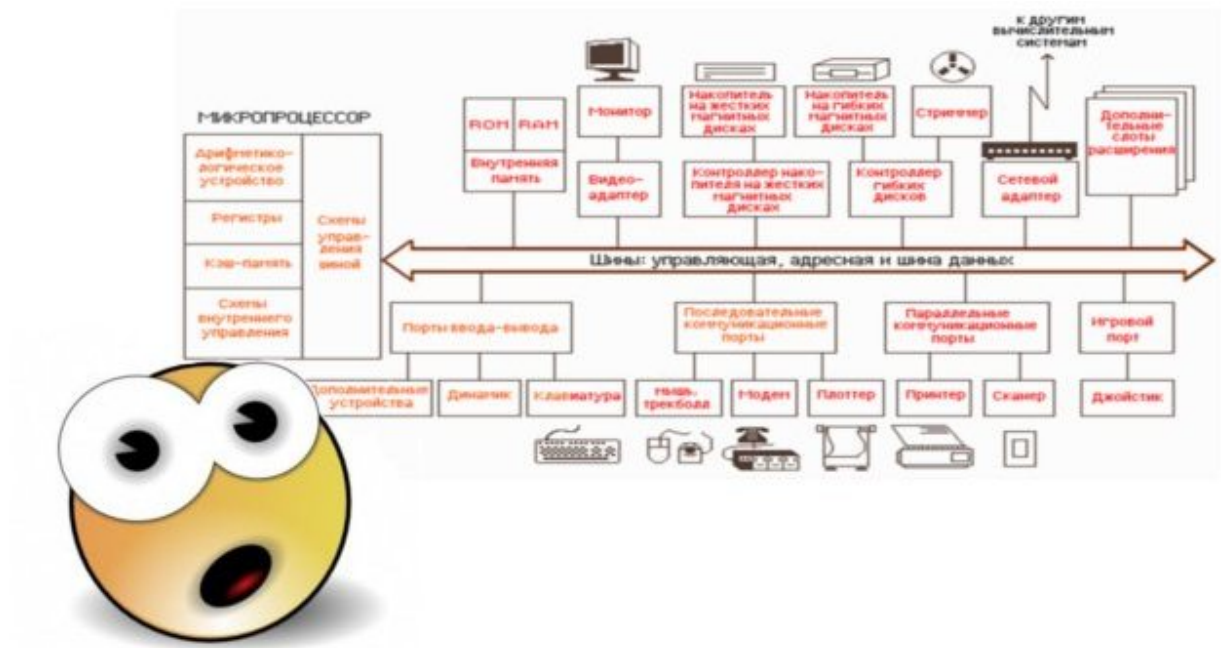 к другим
вычислительным
системам
МИКРОПРОЦЕССОР
Арифметико-
логическое
устройство
Регистры
Кэш-память
Схемы
внутреннего
управления
Схемы
управ-
ления
шиной
ROM
RAM
Внутренняя
память
Монитор
Видео-
адаптер
Накопитель
на жестких
магнитных
дисках
Контроллер нако-
пителя на жестких
магнитных
дисках
Накопитель
на гибких
магнитных
дисках
Контроллер
гибких
дисков
Стриммер
Сетевой
адаптер
Дополни-
тельные
слоты
расширения
Шины: управляющая, адресная и шина данных
Порты ввода-вывода
Последовательные
коммуникационные
порты
Параллельные
коммуникационные
порты
Игровой
порт
Дополнительные
устройства
Динамик
Клавиатура
мышь,
трекболл
Модем
Плоттер
Принтер
Сканер
Джойстик